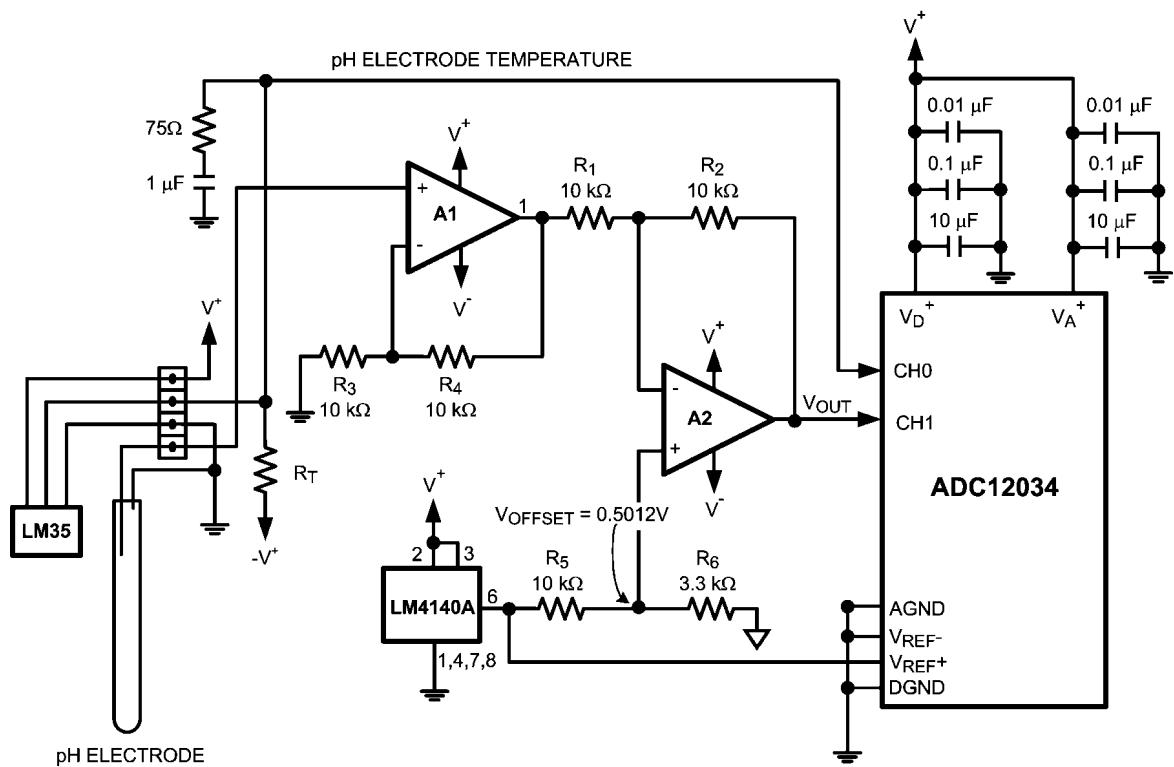 V+
pH ELECTRODE TEMPERATURE
0.01 µF
0.01 µF
75Ω
V+
0.1 µF
0.1 µF
R1
R2
1 µF
10 kΩ
10 kΩ
+
A1
1
10 µF
10 µF
-
V-
V+
VD+
VA+
V+
R3
10 kΩ
R4
10 kΩ
CH0
-
A2
+
VOUT
CH1
RT
V-
ADC12034
V+
VOFFSET = 0.5012V
LM35
-V+
2
3
R5
10 kΩ
R6
3.3 kΩ
LM4140A
6
AGND
VREF-
1,4,7,8
VREF+
DGND
pH ELECTRODE